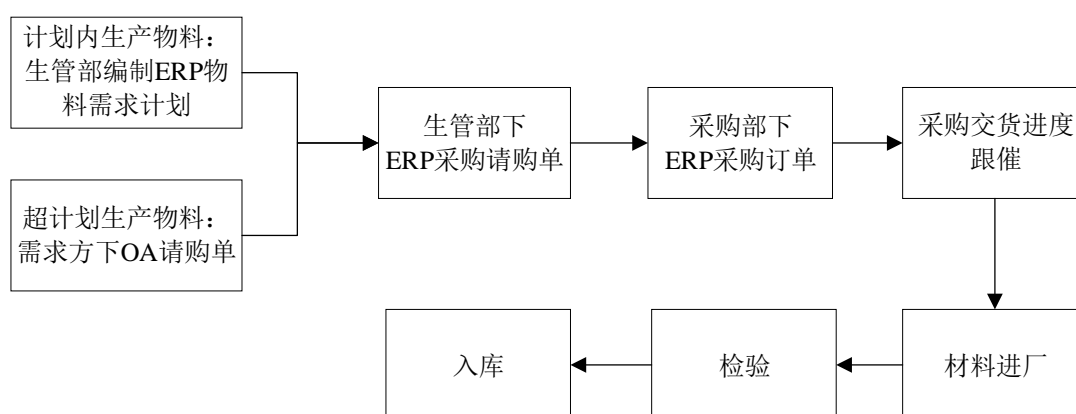 计划内生产物料：
生管部编制ERP物
料需求计划
超计划生产物料：
需求方下OA请购单
生管部下
ERP采购请购单
采购部下
ERP采购订单
采购交货进度
跟催
材料进厂
检验
入库